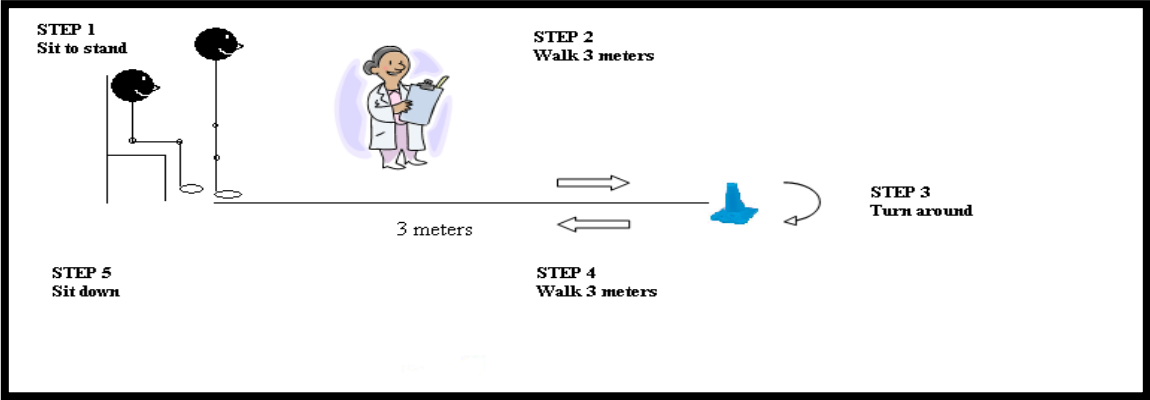 STEP 1
Sit to stand
STEP 2
Walk 3 meters
STEP 3
Turn around
3 meters
STEP 4
Walk 3 meters
STEP 5
Sit down